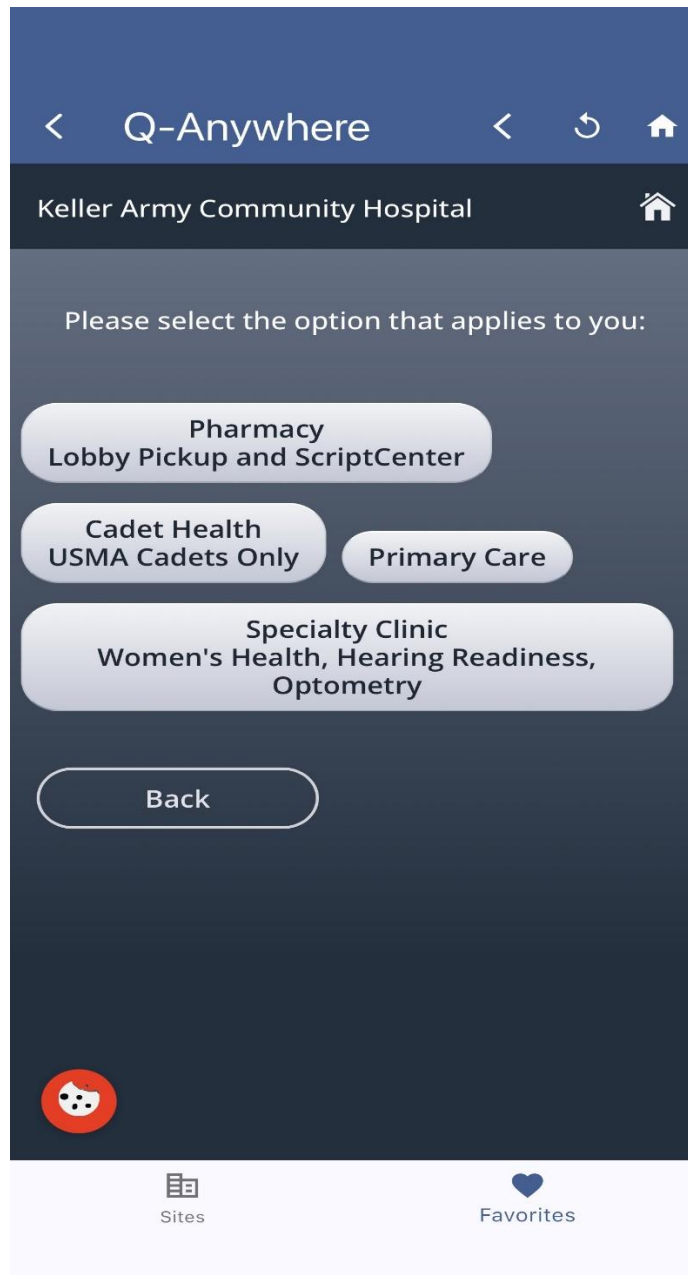 Q-Anywhere
Keller Army Community Hospital
Please select the option that applies to you:
Pharmacy
Lobby Pickup and ScriptCenter
Cadet Health
USMA Cadets Only
Primary Care
Specialty Clinic
Women's Health, Hearing Readiness,
Optometry
Back
Sites
Favorites